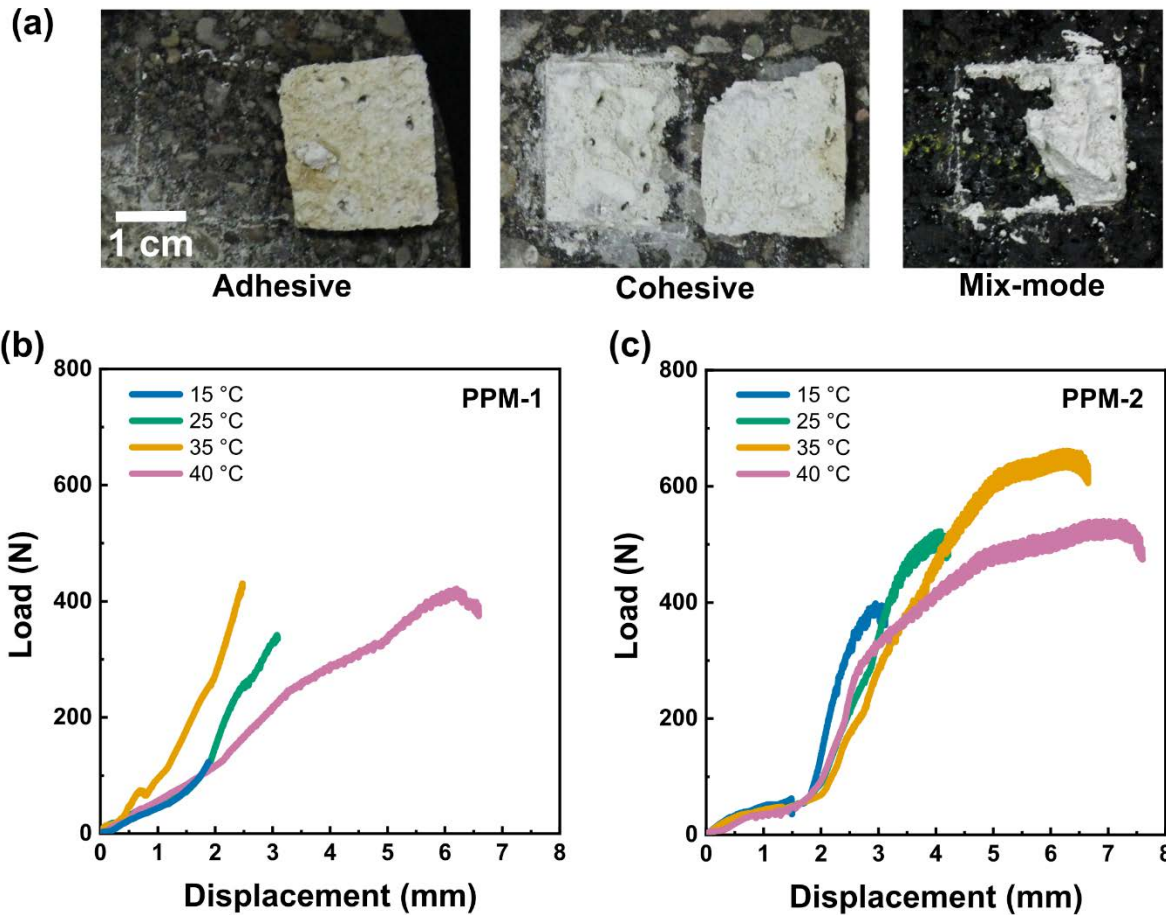 (a)
1 cm
Adhesive
Cohesive
Mix-mode
(b)
800
600
400
200
0
Load (N)
15 °C
25 °C
35 °C
40 °C
PPM-1
0 1 2 3 4 5 6 7 8
Displacement (mm)
(c)
800
600
400
200
0
Load (N)
15 °C
25 °C
35 °C
40 °C
PPM-2
0 1 2 3 4 5 6 7 8
Displacement (mm)